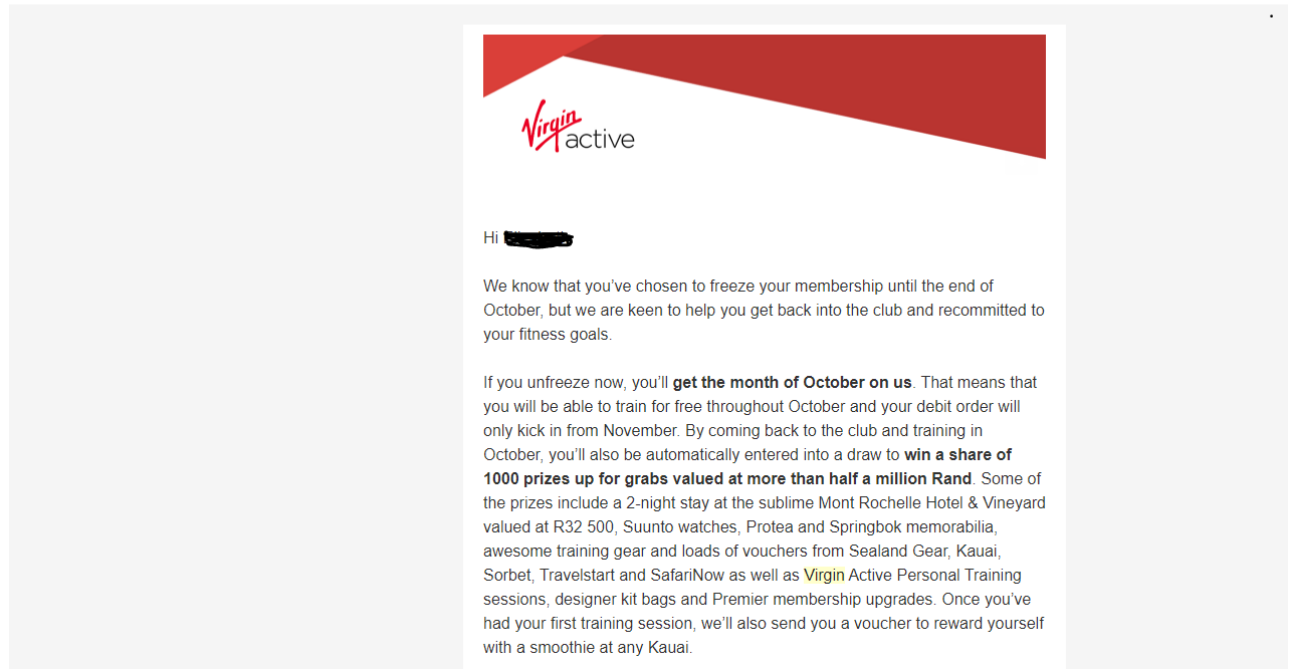 Virgin
active
Hi
We know that you’ve chosen to freeze your membership until the end of
October, but we are keen to help you get back into the club and recommitted to
your fitness goals.
If you unfreeze now, you’ll get the month of October on us. That means that
you will be able to train for free throughout October and your debit order will
only kick in from November. By coming back to the club and training in
October, you’ll also be automatically entered into a draw to win a share of
1000 prizes up for grabs valued at more than half a million Rand. Some of
the prizes include a 2-night stay at the sublime Mont Rochelle Hotel & Vineyard
valued at R32 500, Suunto watches, Protea and Springbok memorabilia,
awesome training gear and loads of vouchers from Sealand Gear, Kauai,
Sorbet, Travelstart and SafariNow as well as Virgin Active Personal Training
sessions, designer kit bags and Premier membership upgrades. Once you’ve
had your first training session, we’ll also send you a voucher to reward yourself
with a smoothie at any Kauai.